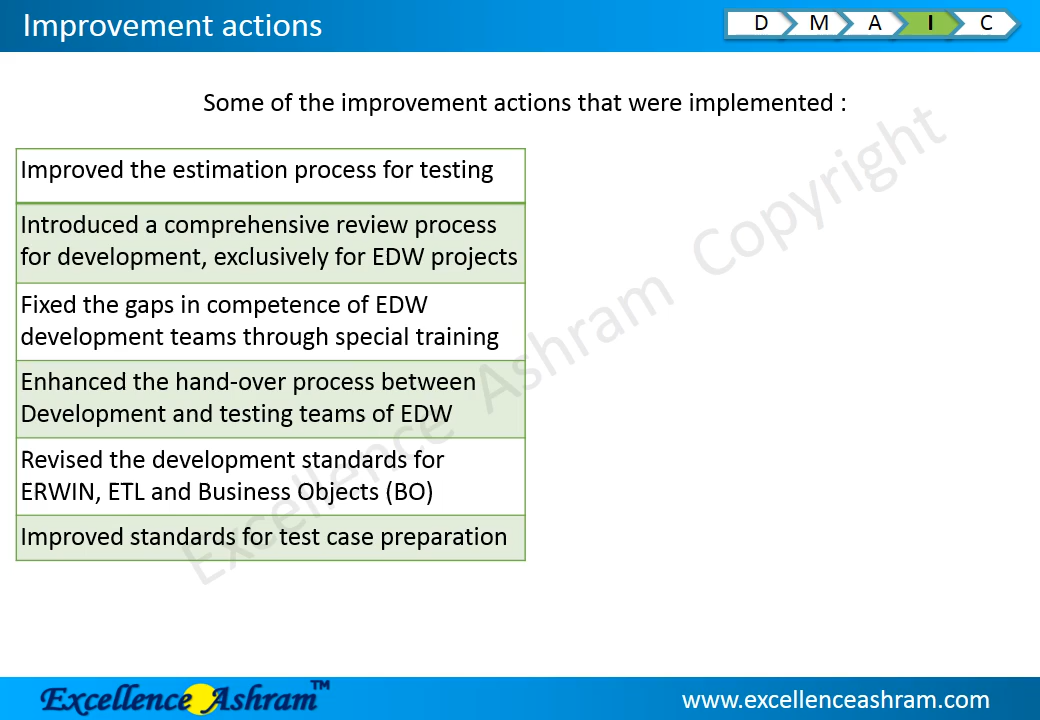 Improvement actions
D M A I C
Some of the improvement actions that were implemented :
Improved the estimation process for testing
Introduced a comprehensive review process
for development, exclusively for EDW projects
Fixed the gaps in competence of EDW
development teams through special training
Enhanced the hand-over process between
Development and testing teams of EDW
Revised the development standards for
ERWIN, ETL and Business Objects (BO)
Improved standards for test case preparation
Excellence Ashram Copyright
Excellence Ashram™
www.excellenceashram.com